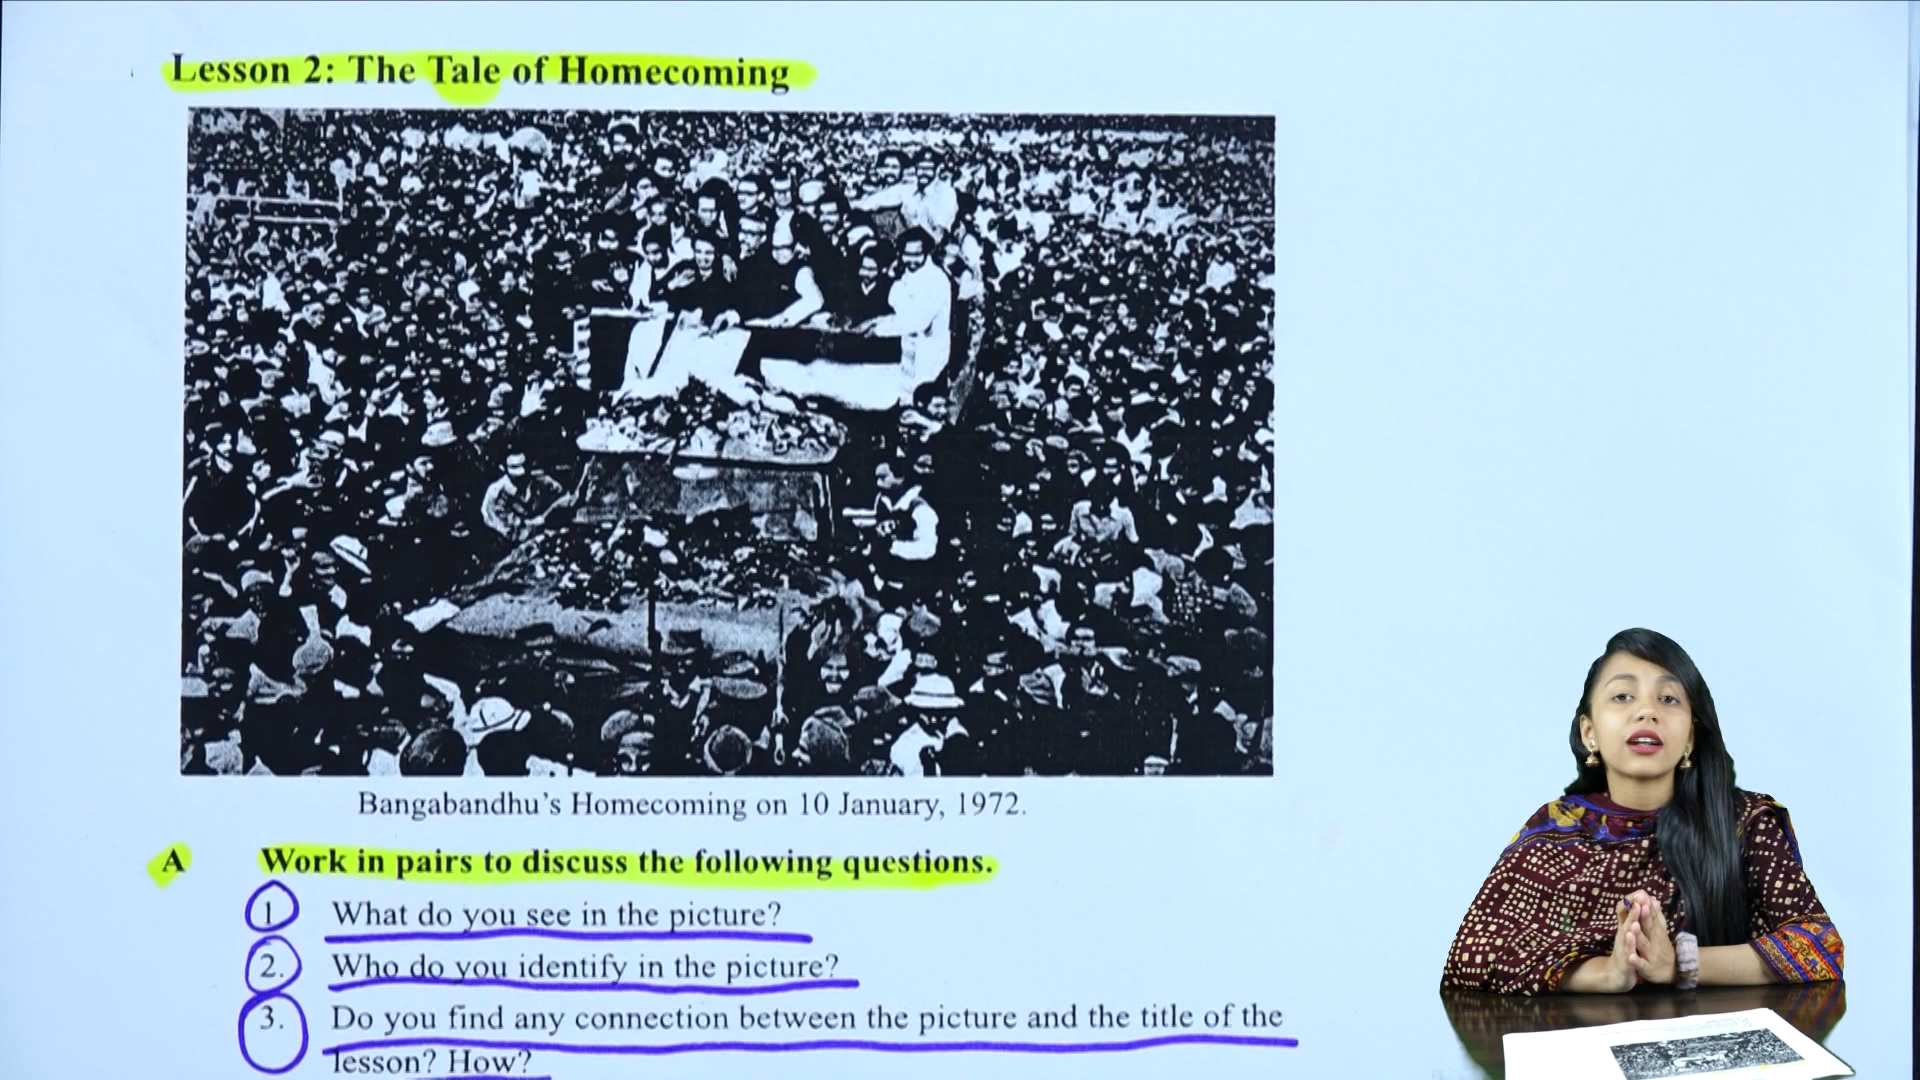 Lesson 2: The Tale of Homecoming
Bangabandhu's Homecoming on 10 January, 1972.
A Work in pairs to discuss the following questions.
1 What do you see in the picture?
2. Who do you identify in the picture?
3. Do you find any connection between the picture and the title of the
lesson? How?